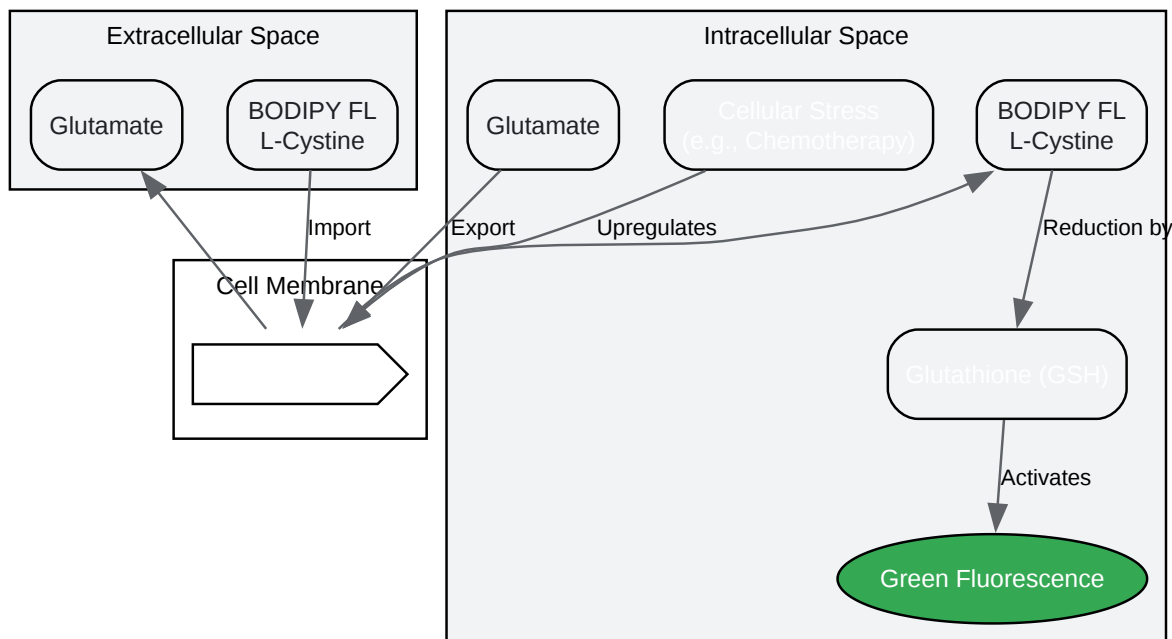 Extracellular Space
Intracellular Space
Glutamate
BODIPY FL
L-Cystine
Glutamate
Cellular Stress
(e.g., Chemotherapy)
BODIPY FL
L-Cystine
Import
Export
Upregulates
Reduction by
Cell Membrane
Glutathione (GSH)
Activates
Green Fluorescence